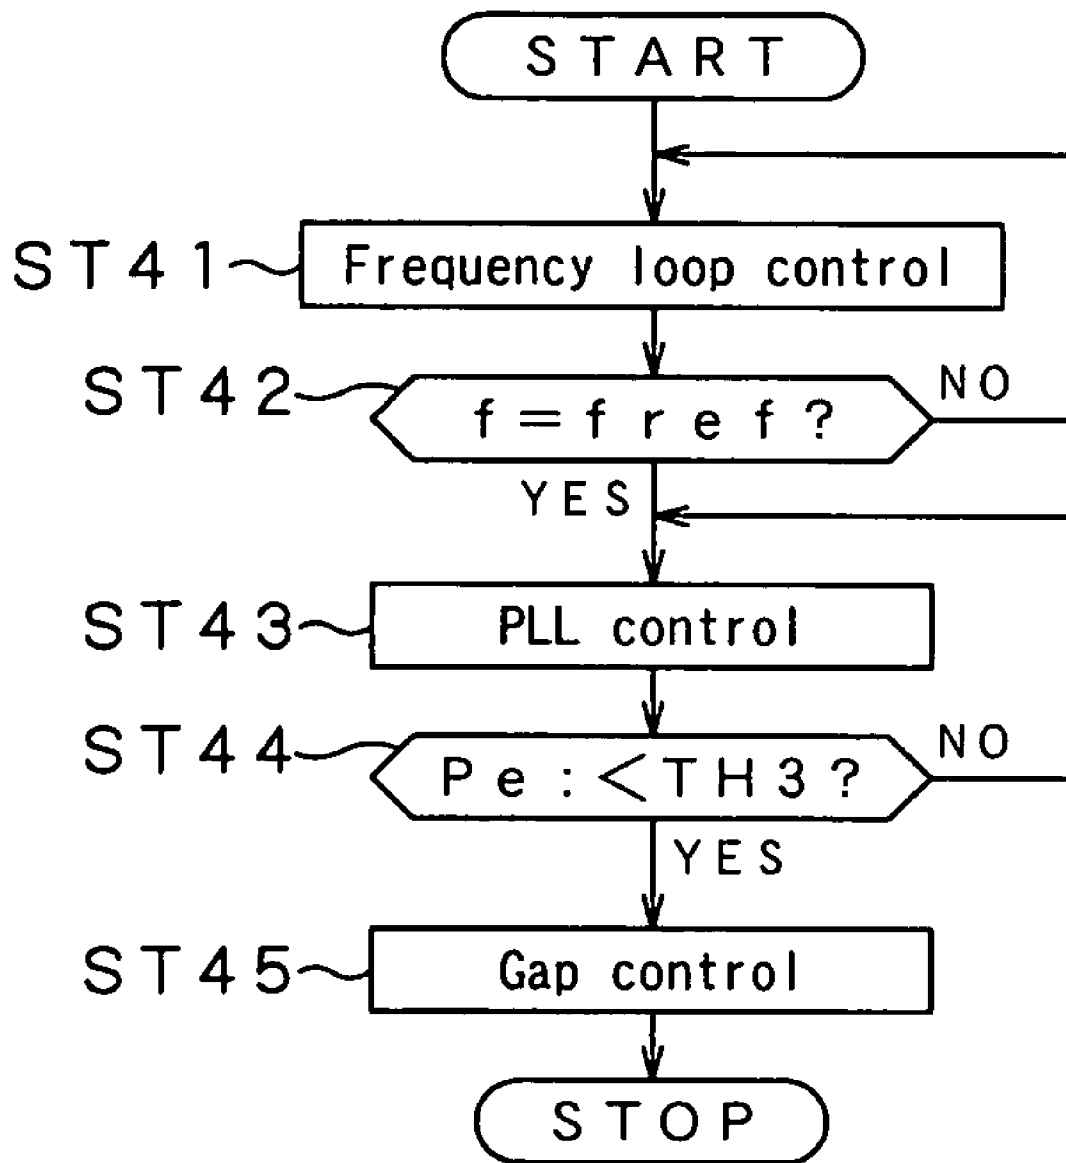 START
ST41
Frequency loop control
ST42
f=fref?
NO
YES
ST43
PLL control
ST44
Pe:<TH3?
NO
YES
ST45
Gap control
STOP